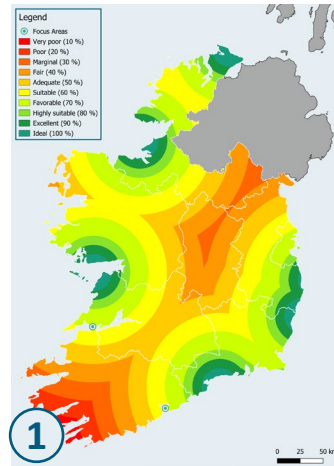 Legend
Focus Areas
Very poor (10 %)
Poor (20 %)
Marginal (30 %)
Fair (40 %)
Adequate (50 %)
Suitable (60 %)
Favorable (70 %)
Highly suitable (80 %)
Excellent (90 %)
Ideal (100 %)
1
0 25 50 km